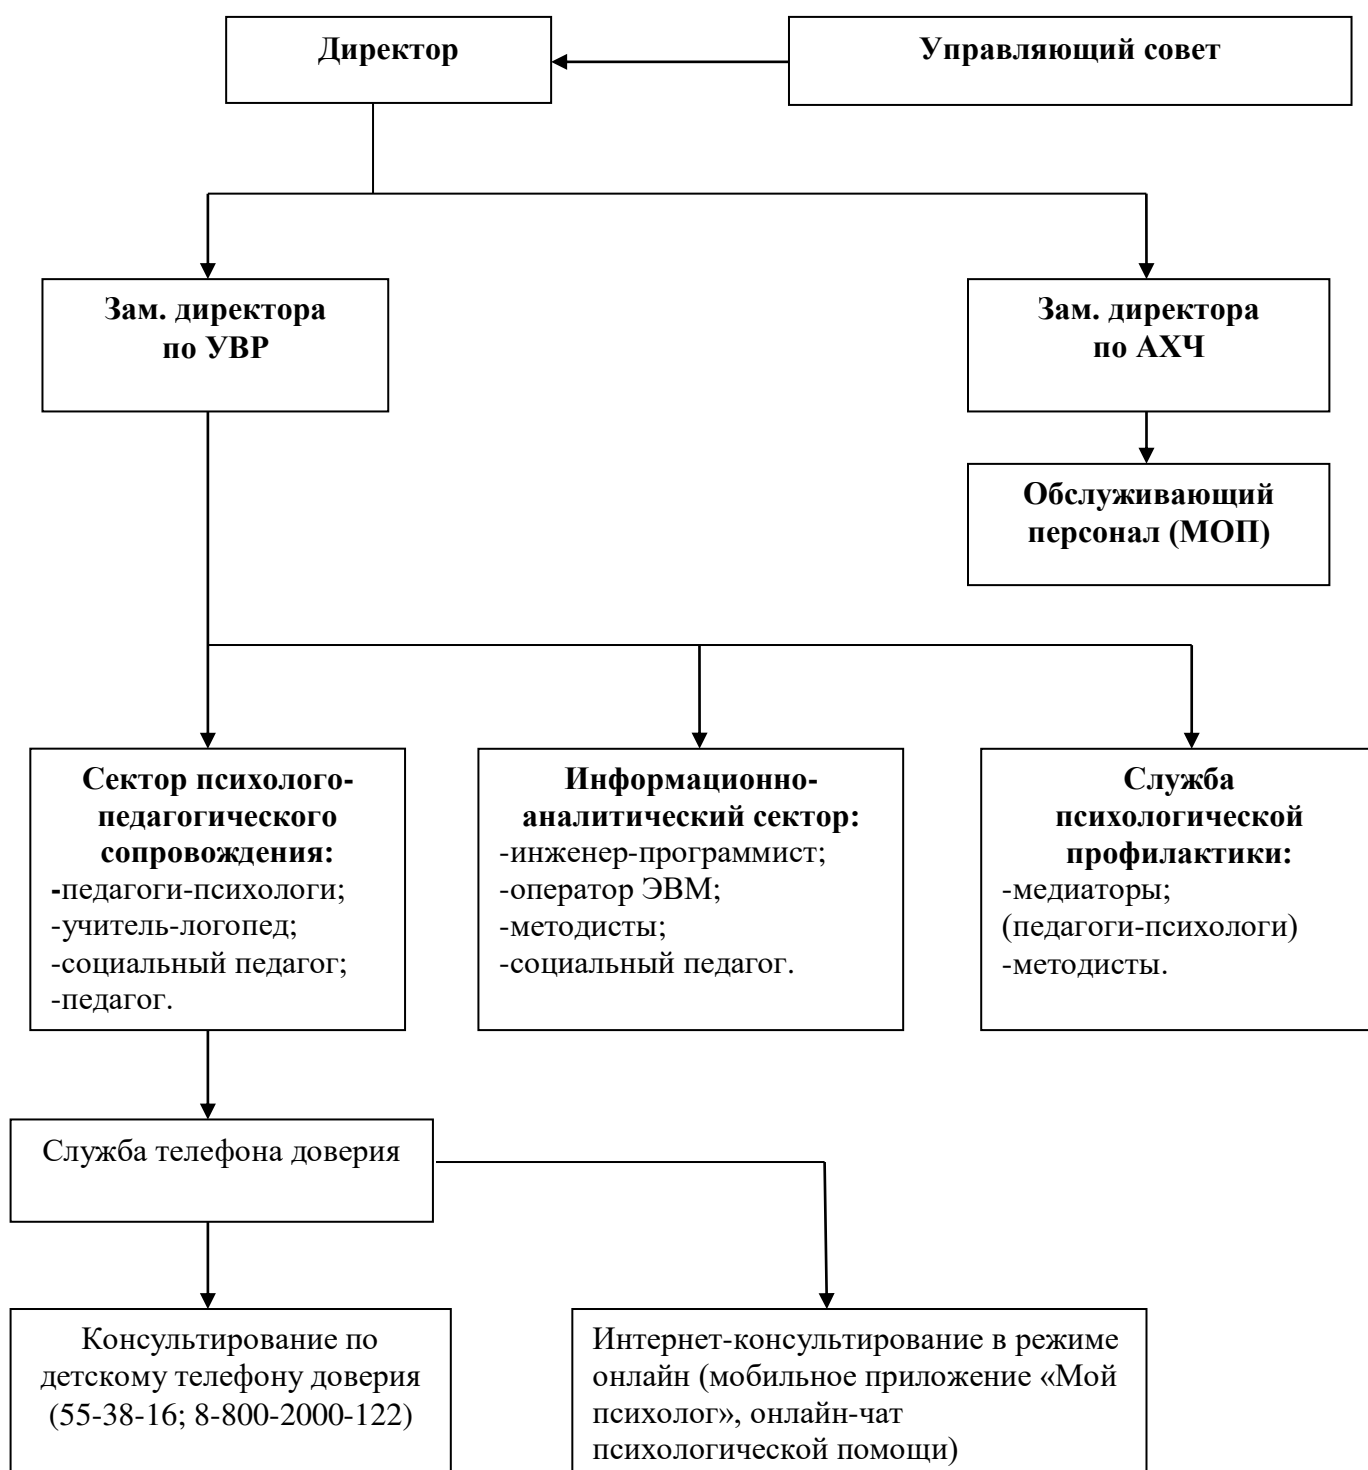 Директор
Управляющий совет
Зам. директора
по УВР
Зам. директора
по АХЧ
Обслуживающий
персонал (МОП)
Сектор психолого-
педагогического
сопровождения:
-педагоги-психологи;
-учитель-логопед;
-социальный педагог;
-педагог.
Информационно-
аналитический сектор:
-инженер-программист;
-оператор ЭВМ;
-методисты;
-социальный педагог.
Служба
психологической
профилактики:
-медиаторы;
(педагоги-психологи)
-методисты.
Служба телефона доверия
Консультирование по
детскому телефону доверия
(55-38-16; 8-800-2000-122)
Интернет-консультирование в режиме
онлайн (мобильное приложение «Мой
психолог», онлайн-чат
психологической помощи)